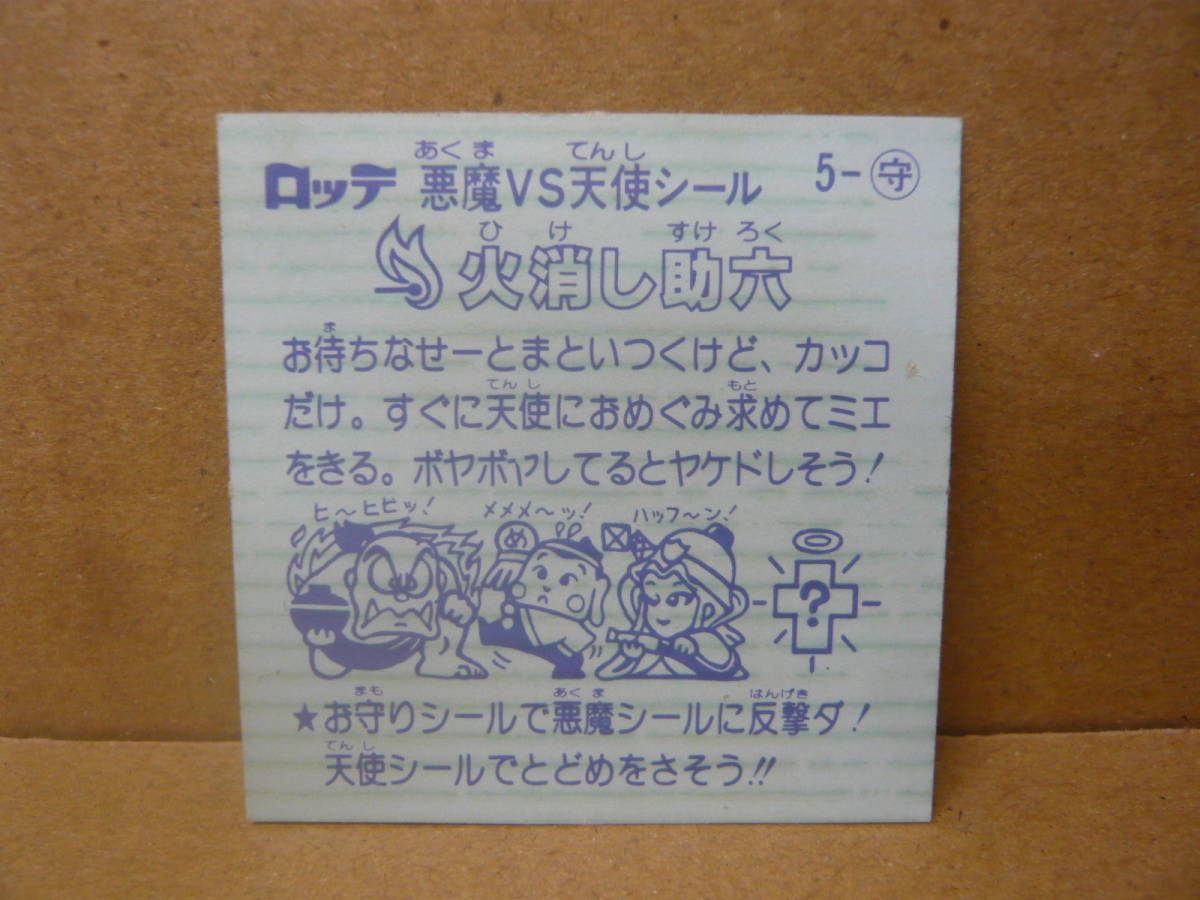 ロッテ 悪魔VS天使シール 5-守
あくま てんし
火消し助六
ひけ すけろく
お待ちなせーとまといつくけど、カッコ
ま
だけ。すぐに天使におめぐみ求めてミエ
てんし もと
をきる。ボヤボヤしてるとヤケドしそう!
ヒ〜ヒヒッ! メメメ〜ッ! ハッフ〜ン!
め
?
★お守りシールで悪魔シールに反撃ダ!
まも あくま はんげき
天使シールでとどめをさそう!!
てんし